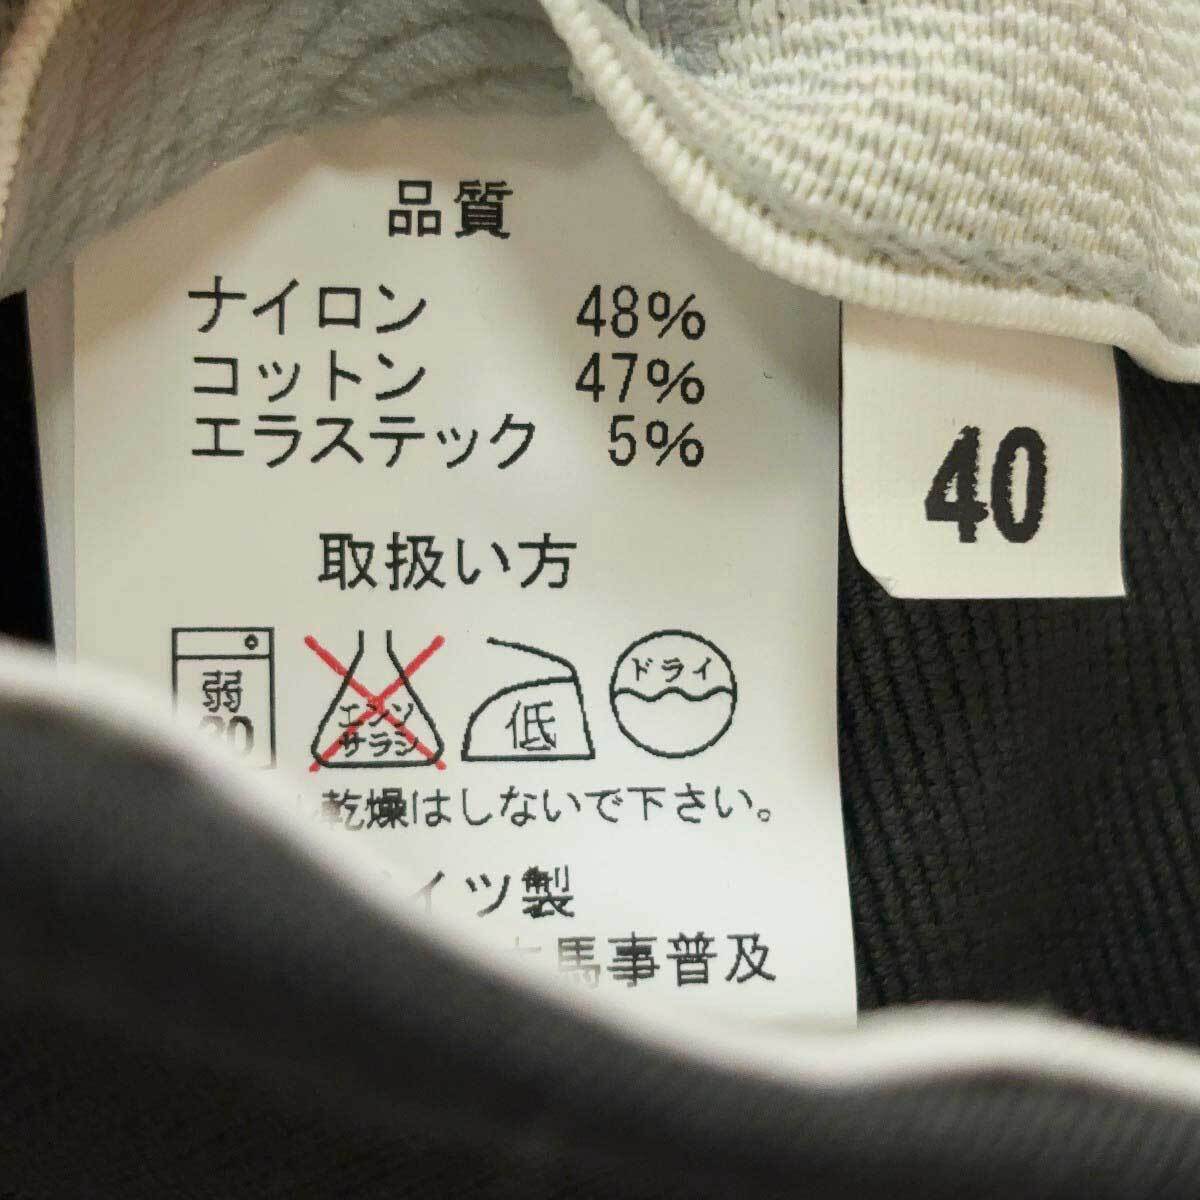 品質
ナイロン 48%
コットン 47%
エラステック 5%
40
取扱い方
弱
エンソ
サラシ
低
ドライ
乾燥はしないで下さい。
イツ製
馬事普及